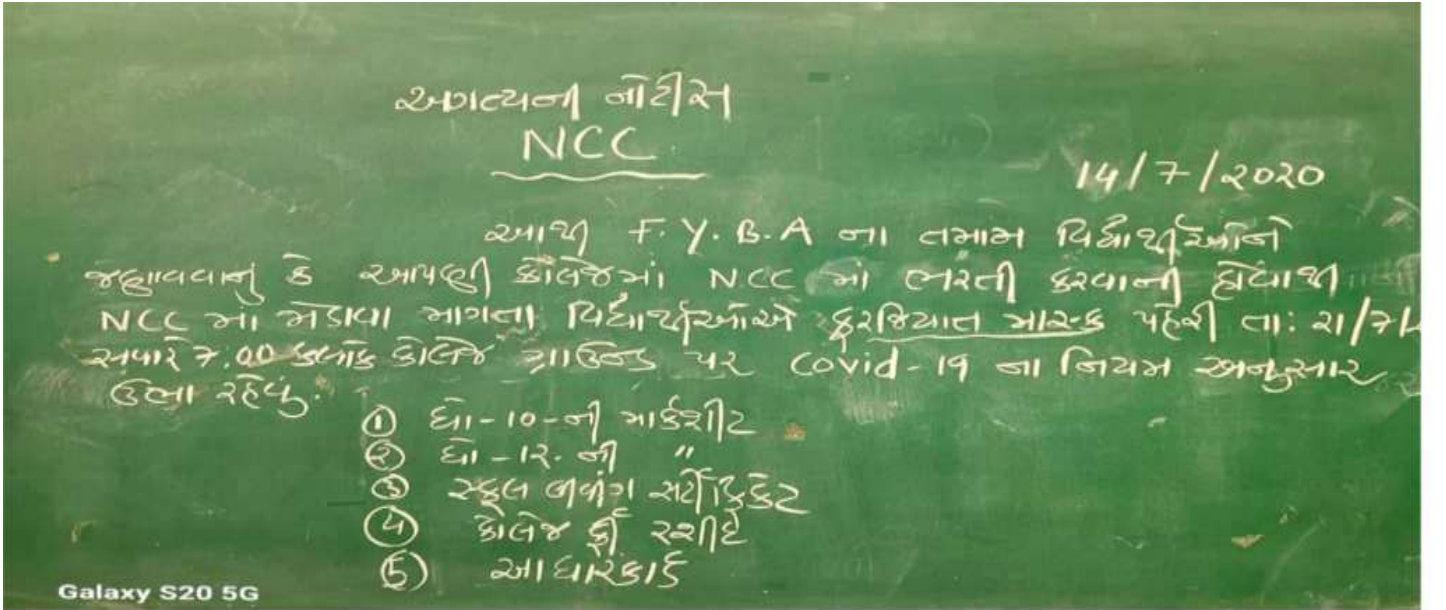 અગત્યની નોટીસ
NCC
14/7/2020
આથી F.Y.B.A ના તમામ વિદ્યાર્થીઓને
જણાવવાનું કે આપણી કોલેજમાં NCC માં ભરતી કરવાની હોવાથી
NCC માં જોડાવા માગતા વિદ્યાર્થીઓએ ફરજિયાત માસ્ક પહેરી તા: ૨૧/7/
સવારે 7:00 કલાકે કોલેજ ગ્રાઉન્ડ પર Covid-19 ના નિયમ અનુસાર
ઉભા રહેવું.
① ધો-10-ની માર્કશીટ
② ધો-12. ની "
③ સ્કૂલ લીવીંગ સર્ટીફિકેટ
④ કોલેજ ફી રશીદ
⑤ આધારકાર્ડ
Galaxy S20 5G